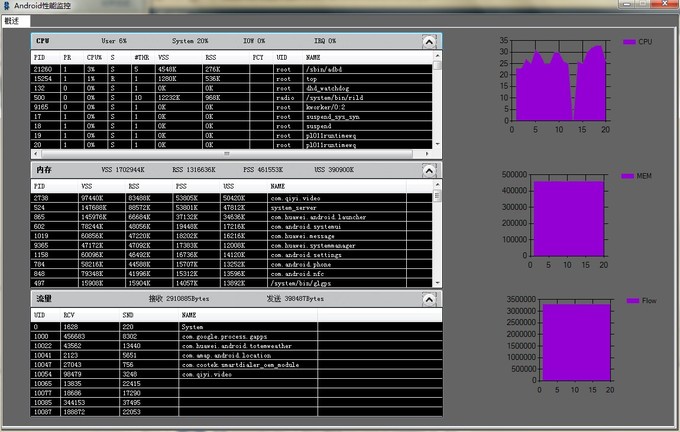 Android性能监控
概述
CPU User 6% System 20% IOW 0% IRQ 0%
PID PR CPU% S #THR VSS RSS PCY UID NAME
21260 1 3% S 5 4548K 276K root /sbin/adbd
15254 1 1% R 1 1280K 536K root top
132 0 0% S 1 0K 0K root dhd_watchdog
500 0 0% S 10 12232K 968K radio /system/bin/rild
9165 0 0% S 1 0K 0K root kworker/0:2
17 1 0% S 1 0K 0K root suspend_sys_syn
18 1 0% S 1 0K 0K root suspend
19 1 0% S 1 0K 0K root pl011runtimewq
20 1 0% S 1 0K 0K root pl011runtimewq
内存 VSS 1702944K RSS 1316636K PSS 461553K USS 390900K
PID VSS RSS PSS USS NAME
2738 97440K 83488K 53805K 50420K com.qiyi.video
524 147688K 88572K 53801K 47812K system_server
865 145976K 66684K 37132K 34636K com.huawei.android.launcher
602 78244K 48056K 19448K 17216K com.android.systemui
1019 60856K 47220K 18202K 16216K com.huawei.message
9365 47172K 47092K 17383K 12008K com.huawei.systemmanager
1158 60096K 46492K 16736K 14120K com.android.settings
784 58216K 44588K 15707K 13252K com.android.phone
848 79348K 41996K 15312K 13596K com.android.nfc
497 15908K 15904K 14057K 13892K /system/bin/glgps
流量 接收 2910885Bytes 发送 398487Bytes
UID RCV SND NAME
0 1628 220 System
1000 456683 8302 com.google.process.gapps
10022 43562 13440 com.huawei.android.totemweather
10041 2123 5651 com.amap.android.location
10047 27043 756 com.cootek.smartdialer_oem_module
10054 98479 3248 com.qiyi.video
10065 13835 22415
10077 18686 17290
10085 344153 37495
10087 188872 22053
CPU
35
30
25
20
15
10
5
0
0 5 10 15 20
MEM
500000
400000
300000
200000
100000
0
0 5 10 15 20
Flow
3500000
3000000
2500000
2000000
1500000
1000000
500000
0
0 5 10 15 20